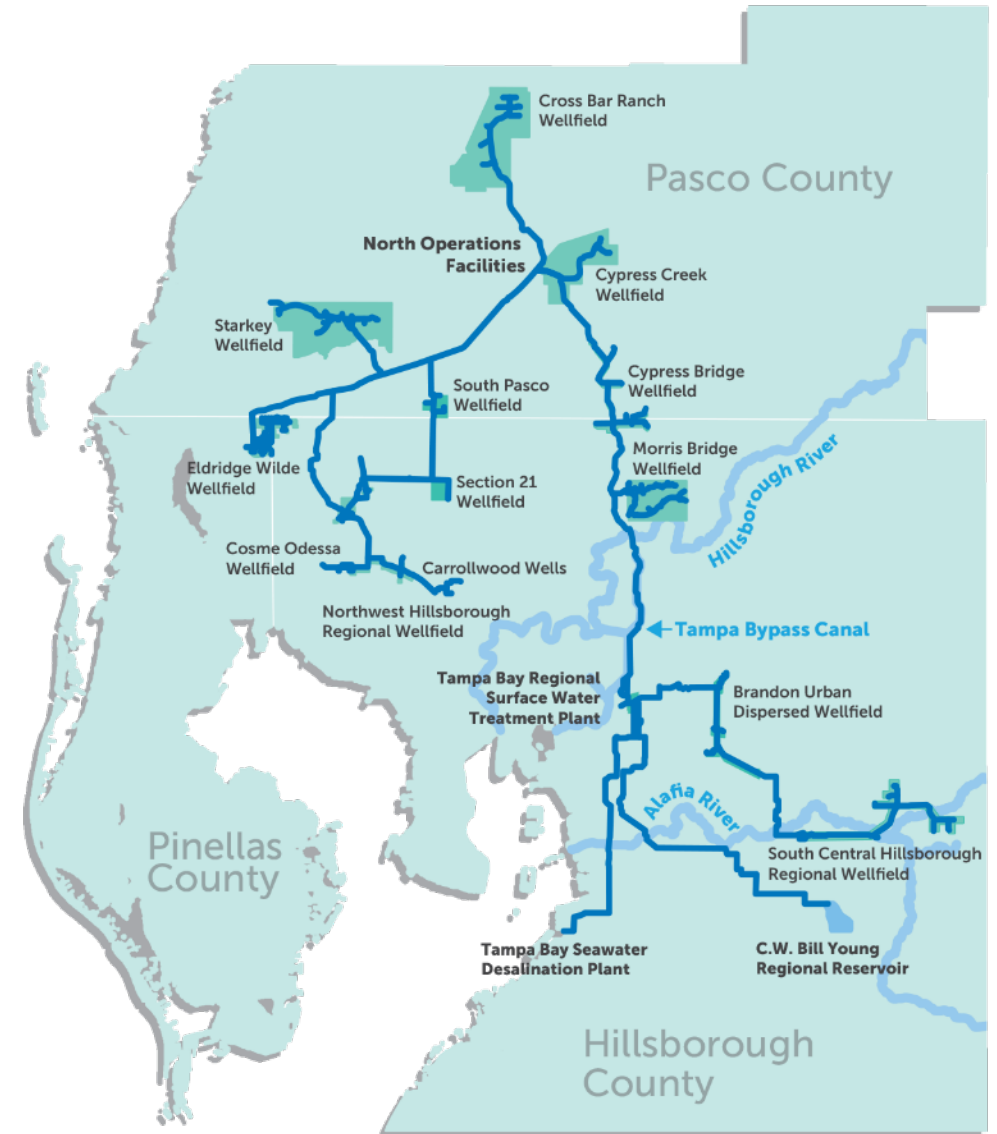 Cross Bar Ranch
Wellfield
Pasco County
North Operations
Facilities
Cypress Creek
Wellfield
Starkey
Wellfield
Cypress Bridge
Wellfield
South Pasco
Wellfield
Morris Bridge
Wellfield
Hillsborough River
Eldridge Wilde
Wellfield
Section 21
Wellfield
Cosme Odessa
Wellfield
Carrollwood Wells
Northwest Hillsborough
Regional Wellfield
Tampa Bypass Canal
Tampa Bay Regional
Surface Water
Treatment Plant
Brandon Urban
Dispersed Wellfield
Alafia River
Pinellas
County
South Central Hillsborough
Regional Wellfield
Tampa Bay Seawater
Desalination Plant
C.W. Bill Young
Regional Reservoir
Hillsborough
County